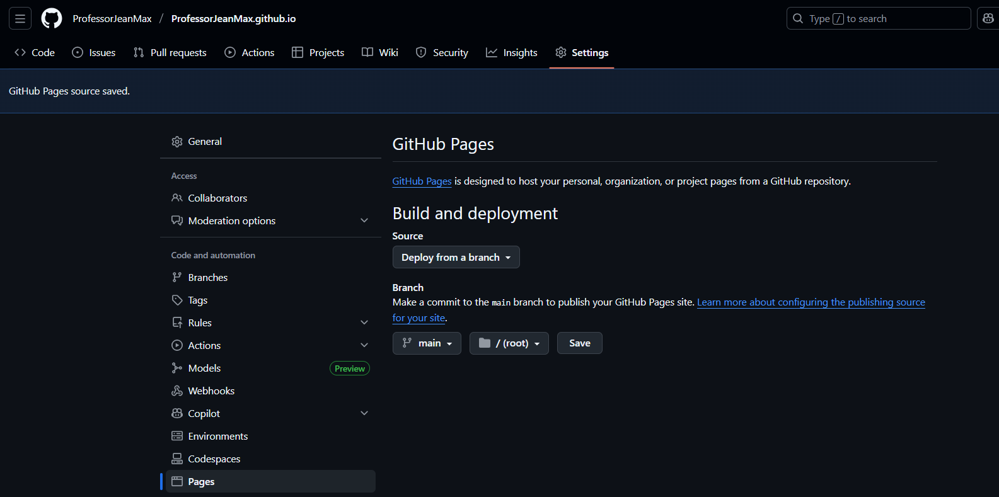 ProfessorJeanMax / ProfessorJeanMax.github.io
Type / to search
Code Issues Pull requests Actions Projects Wiki Security Insights Settings
GitHub Pages source saved.
General
Access
Collaborators
Moderation options
Code and automation
Branches
Tags
Rules
Actions
Models Preview
Webhooks
Copilot
Environments
Codespaces
Pages
GitHub Pages
GitHub Pages is designed to host your personal, organization, or project pages from a GitHub repository.
Build and deployment
Source
Deploy from a branch
Branch
Make a commit to the main branch to publish your GitHub Pages site. Learn more about configuring the publishing source
for your site.
main / (root) Save